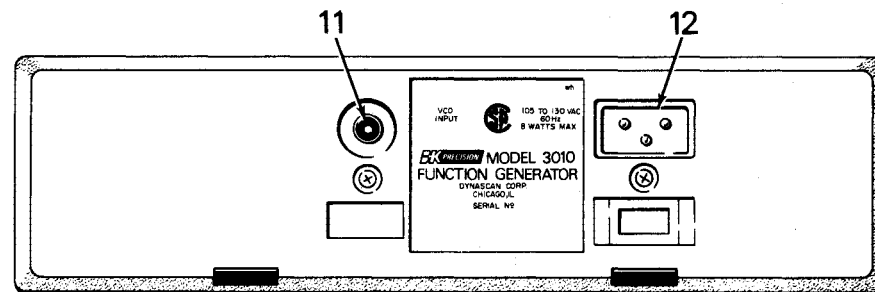 11
12
VCO
INPUT
105 TO 130 VAC
60Hz
8 WATTS MAX
BK PRECISION MODEL 3010
FUNCTION GENERATOR
DYNASCAN CORP.
CHICAGO,IL
SERIAL Nº